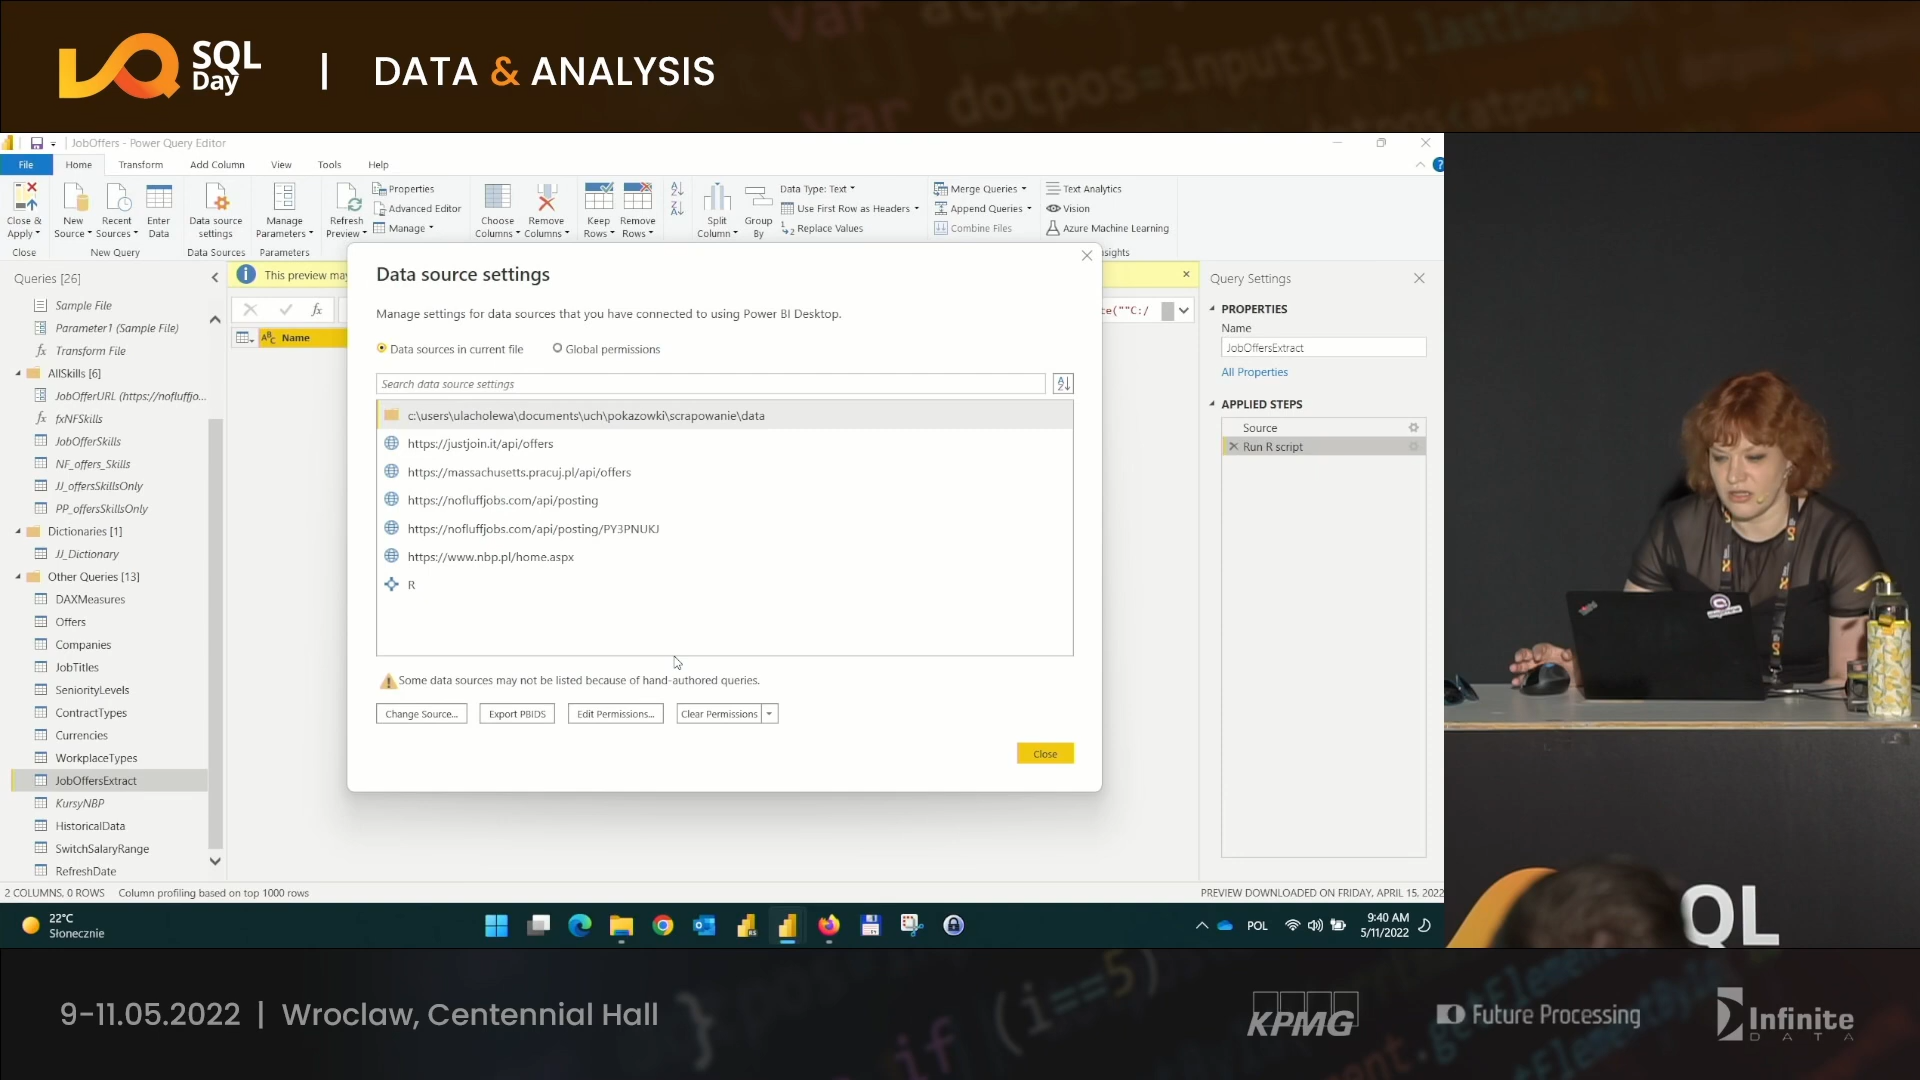 SQL
Day
| DATA & ANALYSIS
JobOffers - Power Query Editor
File Home Transform Add Column View Tools Help
Close & Apply
New Source
Recent Sources
Enter Data
Data source settings
Manage Parameters
Refresh Preview
Properties
Advanced Editor
Manage
Choose Columns
Remove Columns
Keep Rows
Remove Rows
Split Column
Group By
Data Type: Text
Use First Row as Headers
Replace Values
Merge Queries
Append Queries
Combine Files
Text Analytics
Vision
Azure Machine Learning
Close New Query Data Sources Parameters
Queries [26]
Sample File
Parameter1 (Sample File)
Transform File
AllSkills [6]
JobOfferURL (https://nofluffjo...
fxNFSkills
JobOfferSkills
NF_offers_Skills
JJ_offersSkillsOnly
PP_offersSkillsOnly
Dictionaries [1]
JJ_Dictionary
Other Queries [13]
DAXMeasures
Offers
Companies
JobTitles
SeniorityLevels
ContractTypes
Currencies
WorkplaceTypes
JobOffersExtract
KursyNBP
HistoricalData
SwitchSalaryRange
RefreshDate
This preview may
fx
ce(""C:/
ABC Name
Data source settings
Manage settings for data sources that you have connected to using Power BI Desktop.
Data sources in current file Global permissions
Search data source settings
c:\users\ulacholewa\documents\uch\pokazowki\scrapowanie\data
https://justjoin.it/api/offers
https://massachusetts.pracuj.pl/api/offers
https://nofluffjobs.com/api/posting
https://nofluffjobs.com/api/posting/PY3PNUKJ
https://www.nbp.pl/home.aspx
R
Some data sources may not be listed because of hand-authored queries.
Change Source... Export PBIDS Edit Permissions... Clear Permissions
Close
Query Settings
PROPERTIES
Name
JobOffersExtract
All Properties
APPLIED STEPS
Source
Run R script
2 COLUMNS, 0 ROWS Column profiling based on top 1000 rows
PREVIEW DOWNLOADED ON FRIDAY, APRIL 15, 2022
22°C
Słonecznie
POL
9:40 AM
5/11/2022
QL
9-11.05.2022 | Wroclaw, Centennial Hall
KPMG
Future Processing
Infinite
DATA